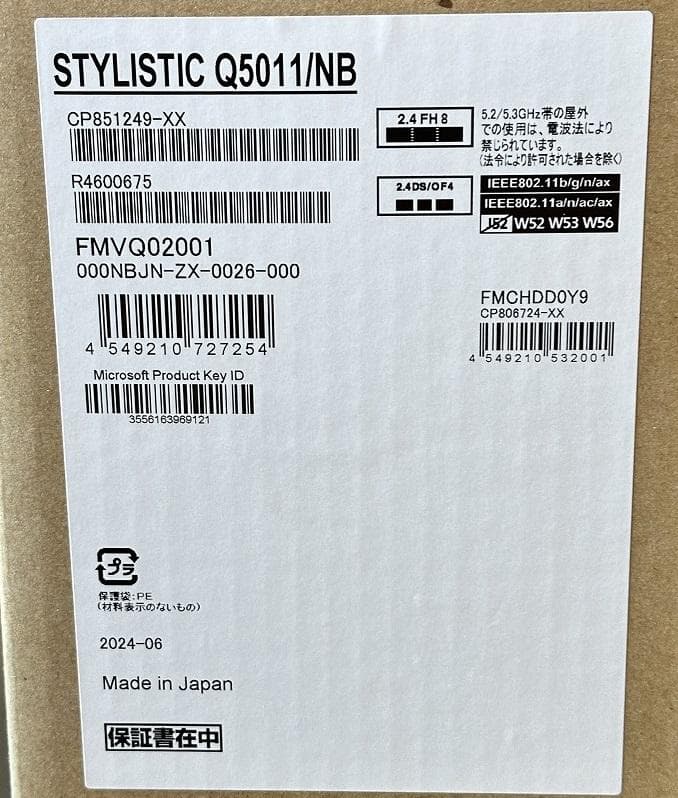 STYLISTIC Q5011/NB
CP851249-XX
R4600675
FMVQ02001
000NBJN-ZX-0026-000
4 549210 727254
Microsoft Product Key ID
3556163969121
2.4 FH 8
5.2/5.3GHz帯の屋外
での使用は、電波法により
禁じられています。
(法令により許可された場合を除く)
2.4DS/OF4
IEEE802.11b/g/n/ax
IEEE802.11a/n/ac/ax
J52 W52 W53 W56
FMCHDD0Y9
CP806724-XX
4 549210 532001
プラ
保護袋:PE
(材料表示のないもの)
2024-06
Made in Japan
保証書在中